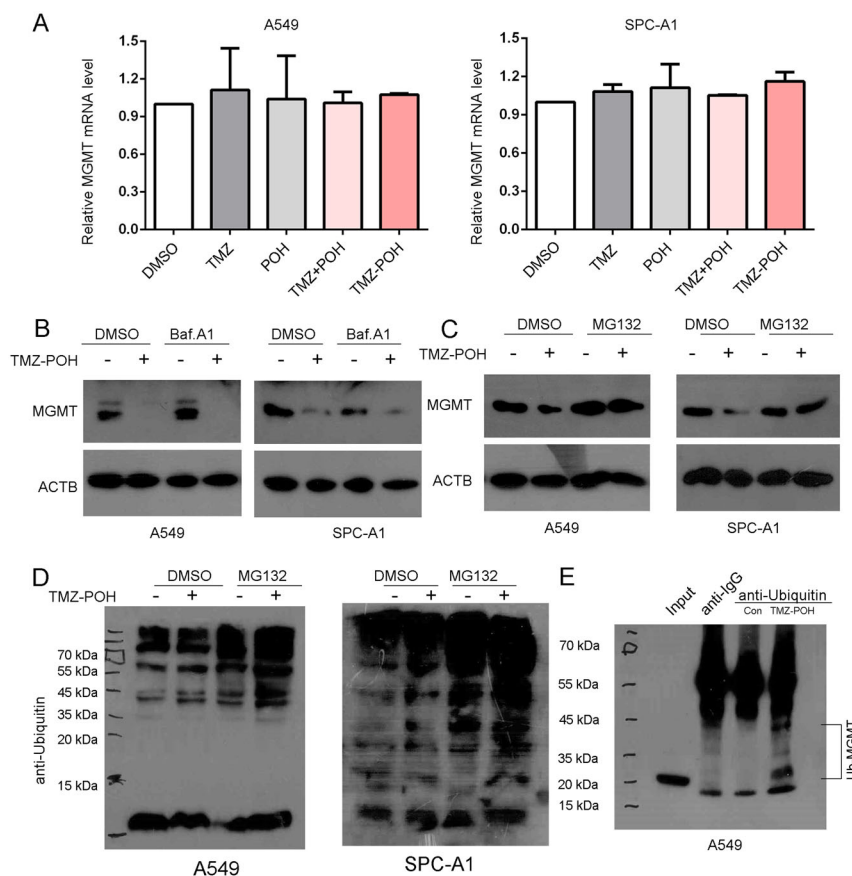 A
A549
SPC-A1
Relative MGMT mRNA level
1.5
1.2
0.9
0.6
0.3
0.0
DMSO
TMZ
POH
TMZ+POH
TMZ-POH
Relative MGMT mRNA level
1.5
1.2
0.9
0.6
0.3
0.0
DMSO
TMZ
POH
TMZ+POH
TMZ-POH
B
DMSO Baf.A1 DMSO Baf.A1
TMZ-POH - + - + - + - +
MGMT
ACTB
A549 SPC-A1
C
DMSO MG132 DMSO MG132
TMZ-POH - + - + - + - +
MGMT
ACTB
A549 SPC-A1
D
DMSO MG132 DMSO MG132
TMZ-POH - + - + - + - +
anti-Ubiquitin
70 kDa
55 kDa
45 kDa
35 kDa
20 kDa
15 kDa
A549 SPC-A1
E
Input
anti-IgG
anti-Ubiquitin
Con TMZ-POH
70 kDa
55 kDa
45 kDa
35 kDa
20 kDa
15 kDa
Ub MGMT
A549